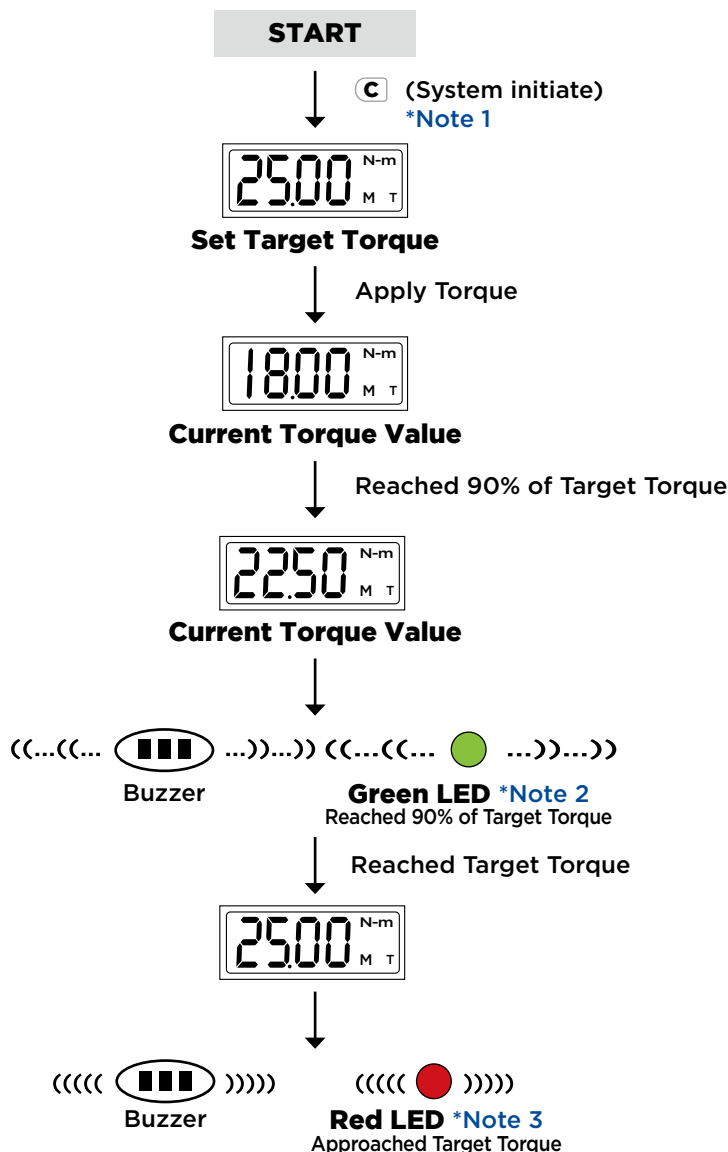 START
C (System initiate)
*Note 1
25.00 N-m
M T
Set Target Torque
Apply Torque
18.00 N-m
M T
Current Torque Value
Reached 90% of Target Torque
22.50 N-m
M T
Current Torque Value
((...((... ...))...)) ((...((... ...))...))
Buzzer Green LED *Note 2
Reached 90% of Target Torque
Reached Target Torque
25.00 N-m
M T
((((( ))))) ((((( )))))
Buzzer Red LED *Note 3
Approached Target Torque